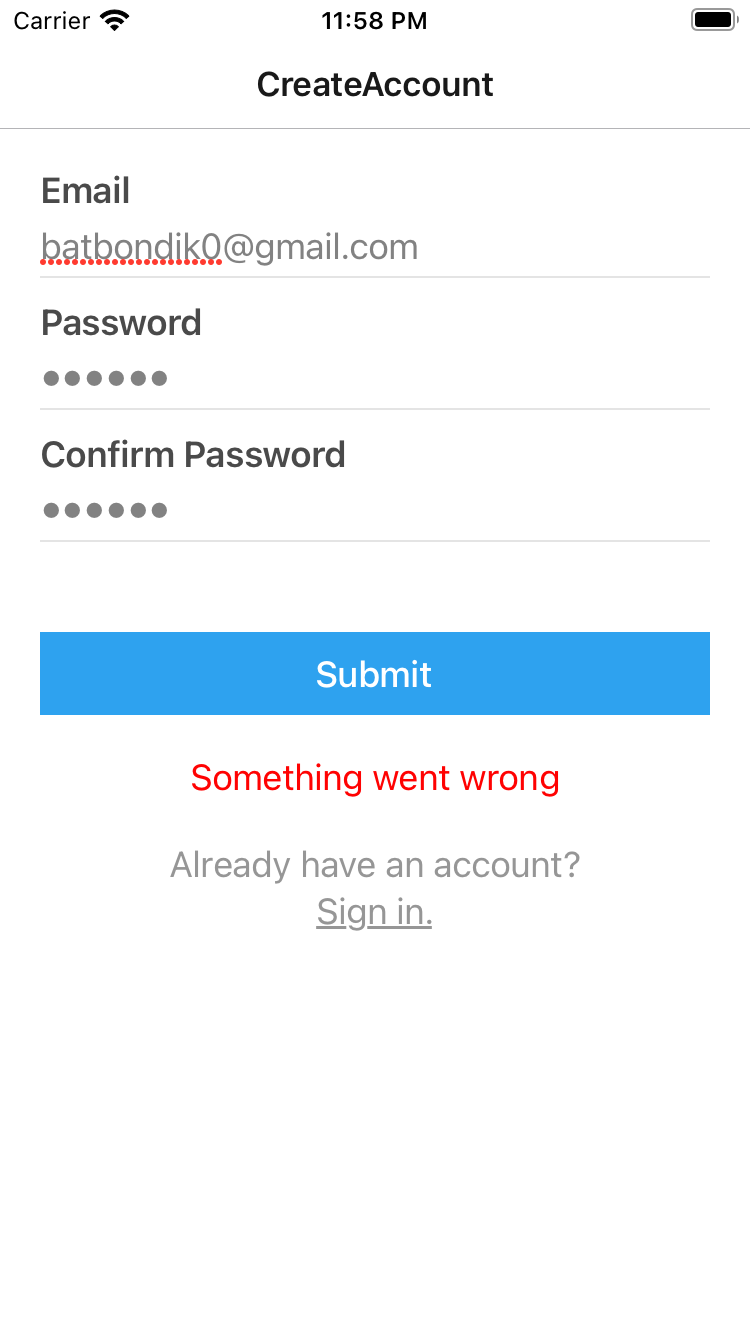 Carrier 11:58 PM
CreateAccount
Email
batbondik0@gmail.com
Password
••••••
Confirm Password
••••••
Submit
Something went wrong
Already have an account?
Sign in.